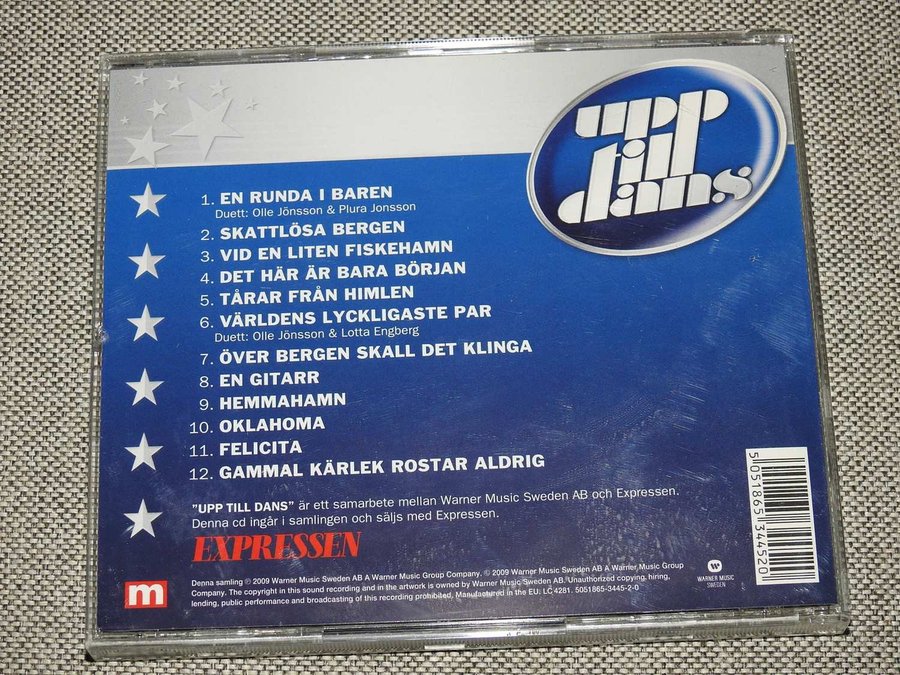 upp
till
dans
1. EN RUNDA I BAREN
Duett: Olle Jönsson & Plura Jonsson
2. SKATTLÖSA BERGEN
3. VID EN LITEN FISKEHAMN
4. DET HÄR ÄR BARA BÖRJAN
5. TÅRAR FRÅN HIMLEN
6. VÄRLDENS LYCKLIGASTE PAR
Duett: Olle Jönsson & Lotta Engberg
7. ÖVER BERGEN SKALL DET KLINGA
8. EN GITARR
9. HEMMAHAMN
10. OKLAHOMA
11. FELICITA
12. GAMMAL KÄRLEK ROSTAR ALDRIG
”UPP TILL DANS” är ett samarbete mellan Warner Music Sweden AB och Expressen.
Denna cd ingår i samlingen och säljs med Expressen.
EXPRESSEN
m
Denna samling ℗ 2009 Warner Music Sweden AB A Warner Music Group Company. © 2009 Warner Music Sweden AB A Warner Music Group
Company. The copyright in this sound recording and in the artwork is owned by Warner Music Sweden AB. Unauthorized copying, hiring,
lending, public performance and broadcasting of this recording prohibited. Manufactured in the EU. LC 4281. 5051865-3445-2-0
WARNER MUSIC
SWEDEN
5 051865 344520